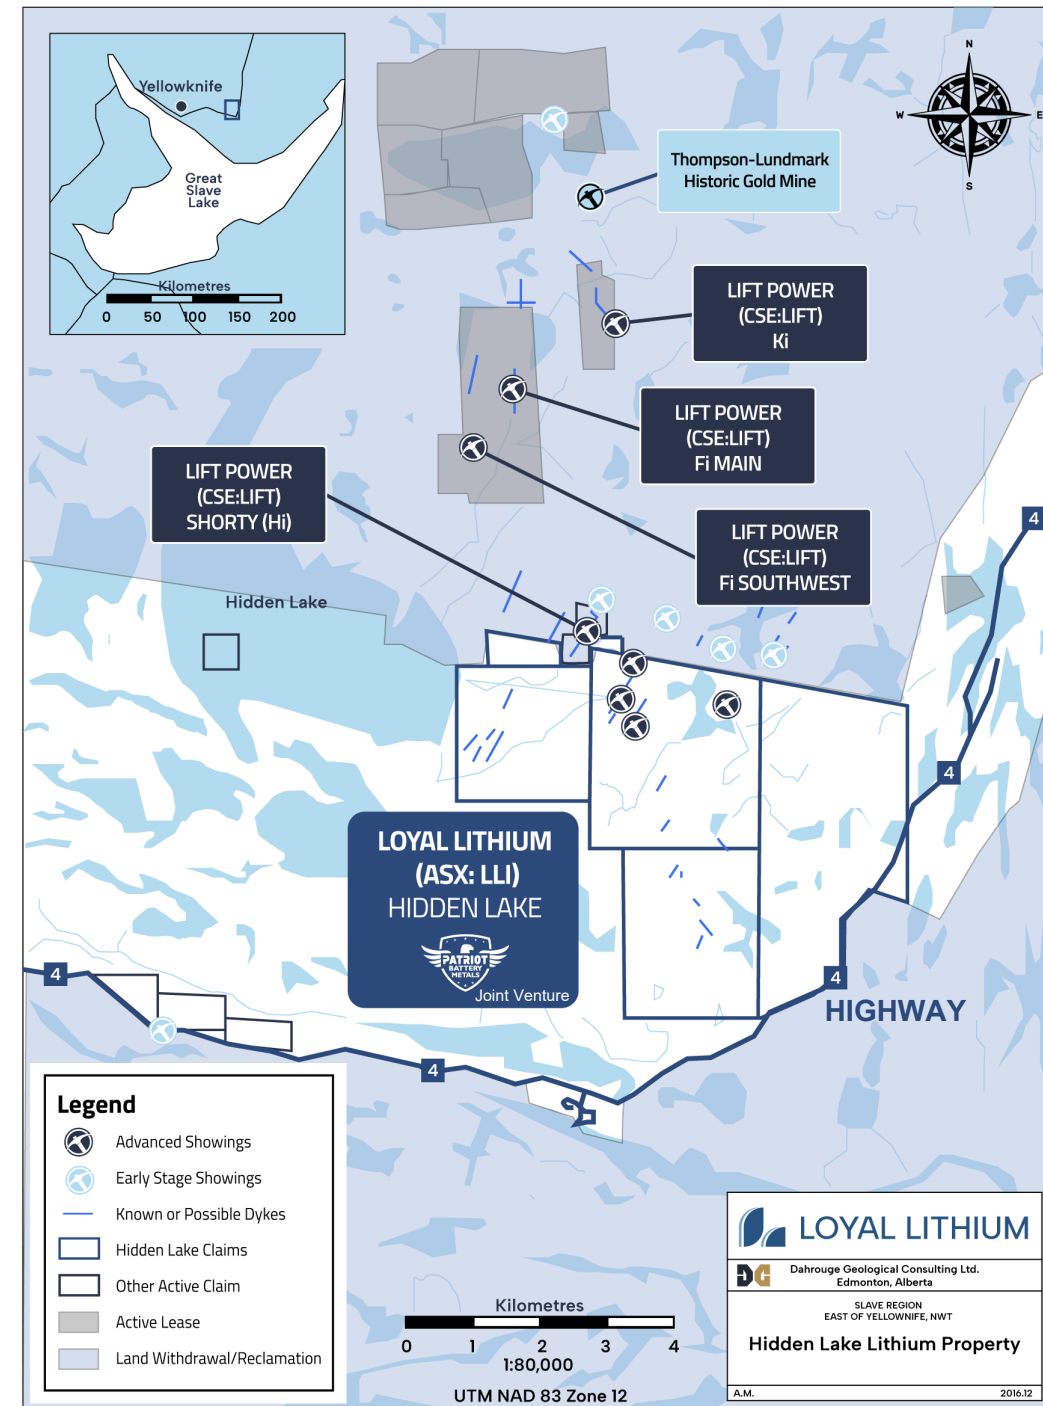 Yellowknife
Great
Slave
Lake
Kilometres
0 50 100 150 200
N
W
E
S
Thompson-Lundmark
Historic Gold Mine
LIFT POWER
(CSE:LIFT)
Ki
LIFT POWER
(CSE:LIFT)
Fi MAIN
LIFT POWER
(CSE:LIFT)
SHORTY (Hi)
LIFT POWER
(CSE:LIFT)
Fi SOUTHWEST
4
Hidden Lake
4
LOYAL LITHIUM
(ASX: LLI)
HIDDEN LAKE
PATRIOT
BATTERY
METALS
Joint Venture
4
4
HIGHWAY
4
Legend
Advanced Showings
Early Stage Showings
Known or Possible Dykes
Hidden Lake Claims
Other Active Claim
Active Lease
Land Withdrawal/Reclamation
Kilometres
0 1 2 3 4
1:80,000
UTM NAD 83 Zone 12
LOYAL LITHIUM
DG
Dahrouge Geological Consulting Ltd.
Edmonton, Alberta
SLAVE REGION
EAST OF YELLOWNIFE, NWT
Hidden Lake Lithium Property
A.M. 2016.12